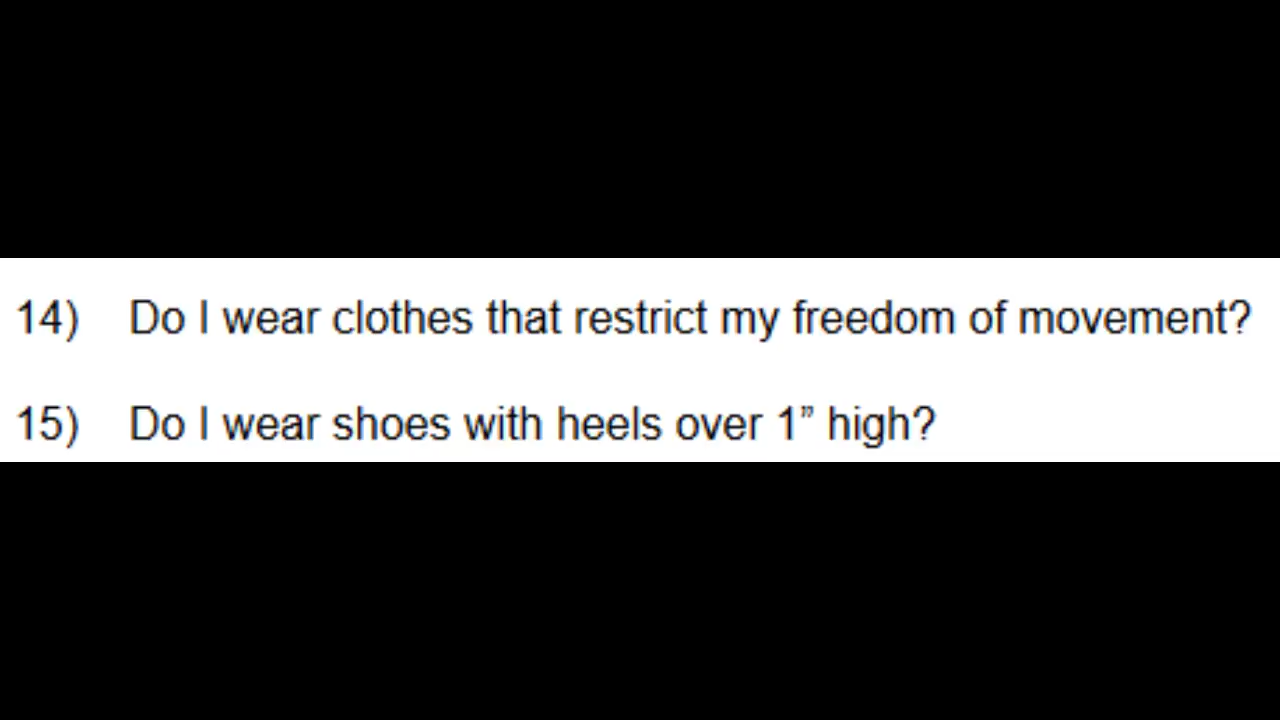 14) Do I wear clothes that restrict my freedom of movement?
15) Do I wear shoes with heels over 1” high?